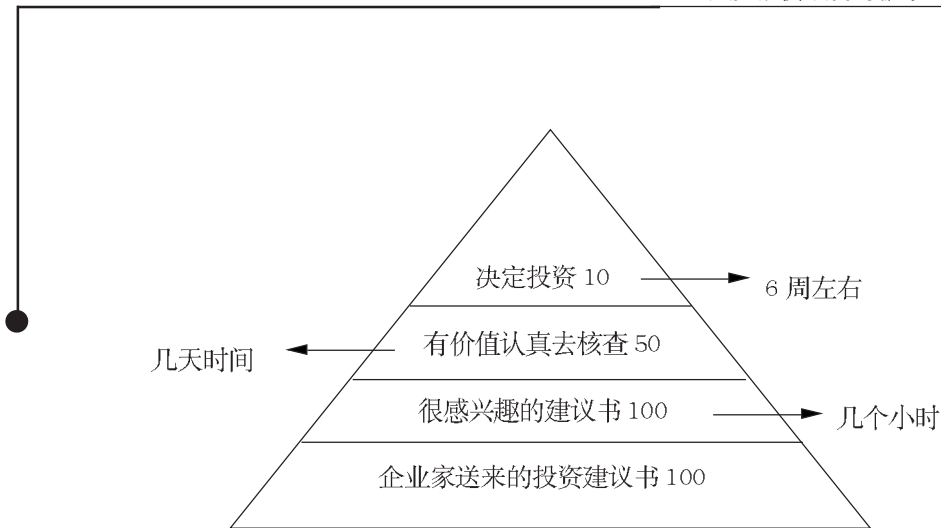 决定投资 10
6 周左右
有价值认真去核查 50
几天时间
很感兴趣的建议书 100
几个小时
企业家送来的投资建议书 100